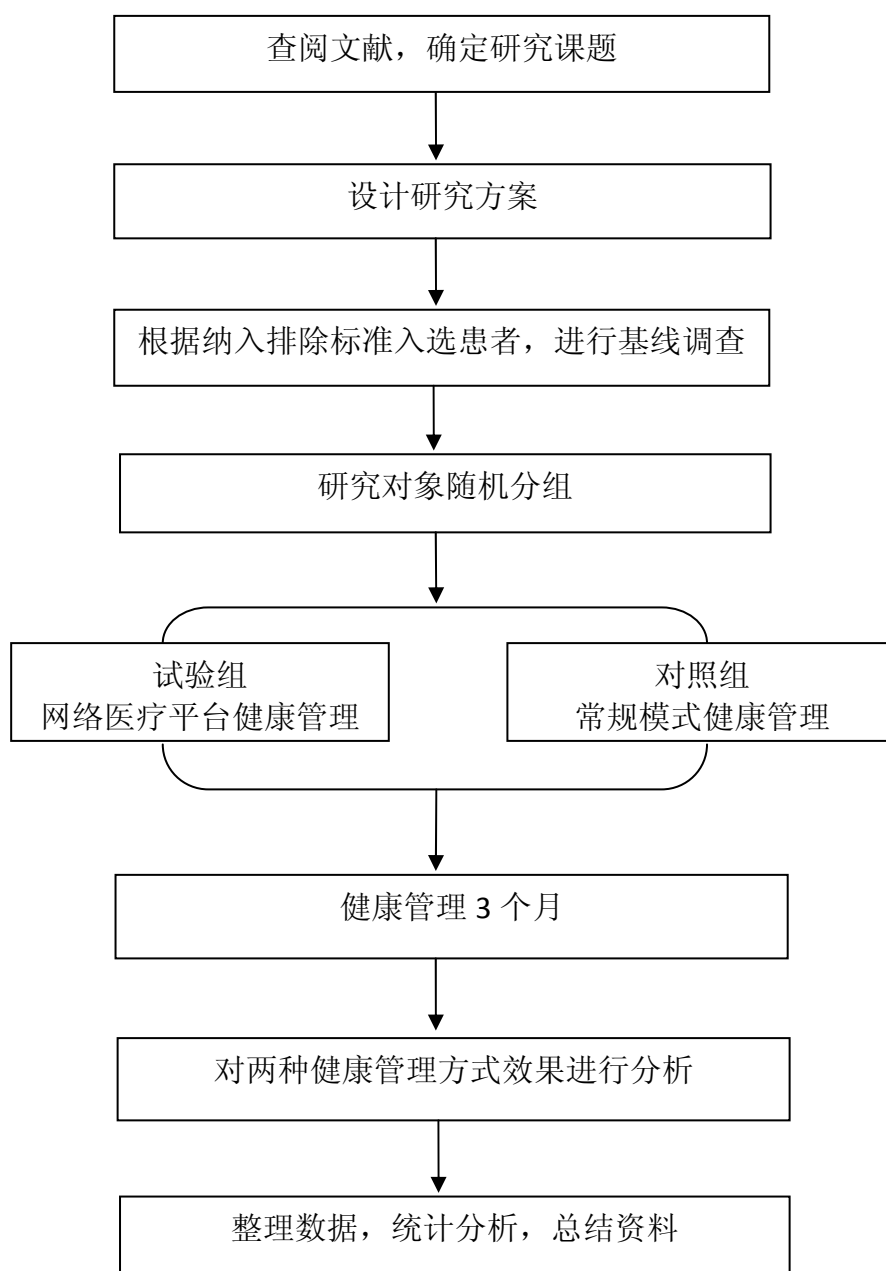 查阅文献，确定研究课题
设计研究方案
根据纳入排除标准入选患者，进行基线调查
研究对象随机分组
试验组
网络医疗平台健康管理
对照组
常规模式健康管理
健康管理 3 个月
对两种健康管理方式效果进行分析
整理数据，统计分析，总结资料